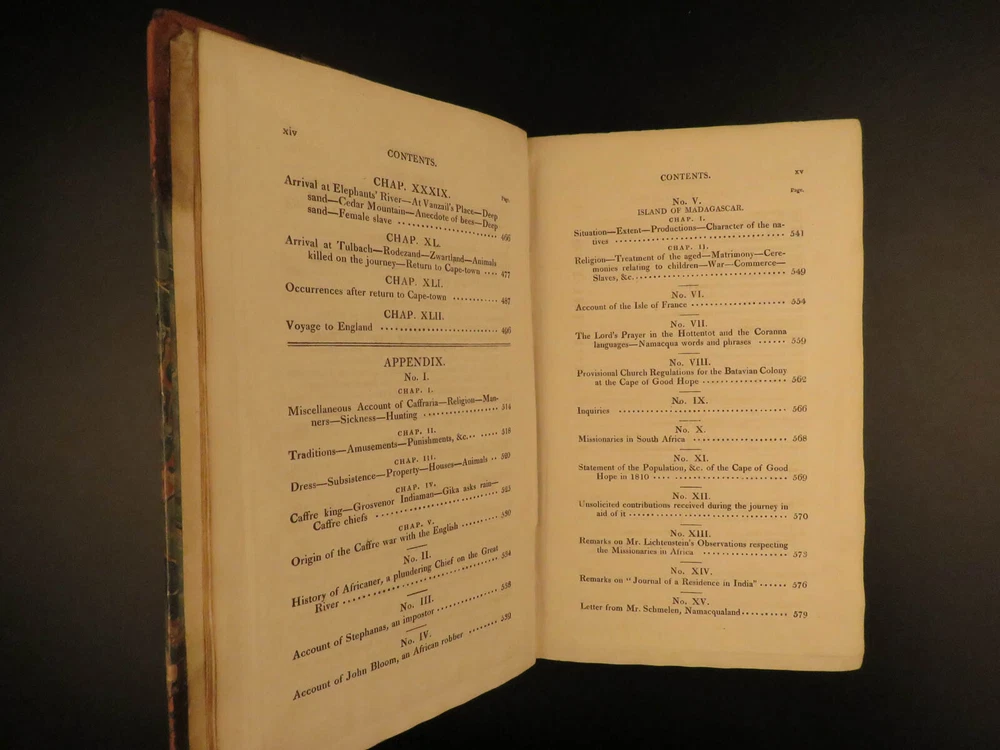 xiv
CONTENTS.
CHAP. XXXIX.
Page.
Arrival at Elephants' River—At Vanzail's Place—Deep
sand—Cedar Mountain—Anecdote of bees—Deep
sand—Female slave .................... 466
CHAP. XL.
Arrival at Tulbach—Rodezand—Zwartland—Animals
killed on the journey—Return to Cape-town .... 477
CHAP. XLI.
Occurrences after return to Cape-town ........... 487
CHAP. XLII.
Voyage to England .......................... 496
APPENDIX.
No. I.
CHAP. I.
Miscellaneous Account of Caffraria—Religion—Man-
ners—Sickness—Hunting .................. 514
CHAP. II.
Traditions—Amusements—Punishments, &c. ...... 518
CHAP. III.
Dress—Subsistence—Property—Houses—Animals ..
CHAP. IV.
Caffre king—Grosvenor Indiaman—Gika asks rain—
Caffre chiefs ........................ 525
CHAP. V.
Origin of the Caffre war with the English ......... 530
No. II.
History of Africaner, a plundering Chief on the Great
River .............................. 534
No. III.
Account of Stephanas, an impostor .............. 538
No. IV.
Account of John Bloom, an African robber ........ 539
CONTENTS.
xv
Page.
No. V.
ISLAND OF MADAGASCAR.
CHAP. I.
Situation—Extent—Productions—Character of the na-
tives .............................. 541
CHAP. II.
Religion—Treatment of the aged—Matrimony—Cere-
monies relating to children—War—Commerce—
Slaves, &c. .......................... 549
No. VI.
Account of the Isle of France .................. 554
No. VII.
The Lord's Prayer in the Hottentot and the Coranna
languages—Namacqua words and phrases ...... 559
No. VIII.
Provisional Church Regulations for the Batavian Colony
at the Cape of Good Hope ................ 562
No. IX.
Inquiries .................................. 566
No. X.
Missionaries in South Africa .................... 568
No. XI.
Statement of the Population, &c. of the Cape of Good
Hope in 1810 ........................ 569
No. XII.
Unsolicited contributions received during the journey in
aid of it ............................ 570
No. XIII.
Remarks on Mr. Lichtenstein's Observations respecting
the Missionaries in Africa ................ 573
No. XIV.
Remarks on "Journal of a Residence in India" ...... 576
No. XV.
Letter from Mr. Schmelen, Namacqualand .......... 579